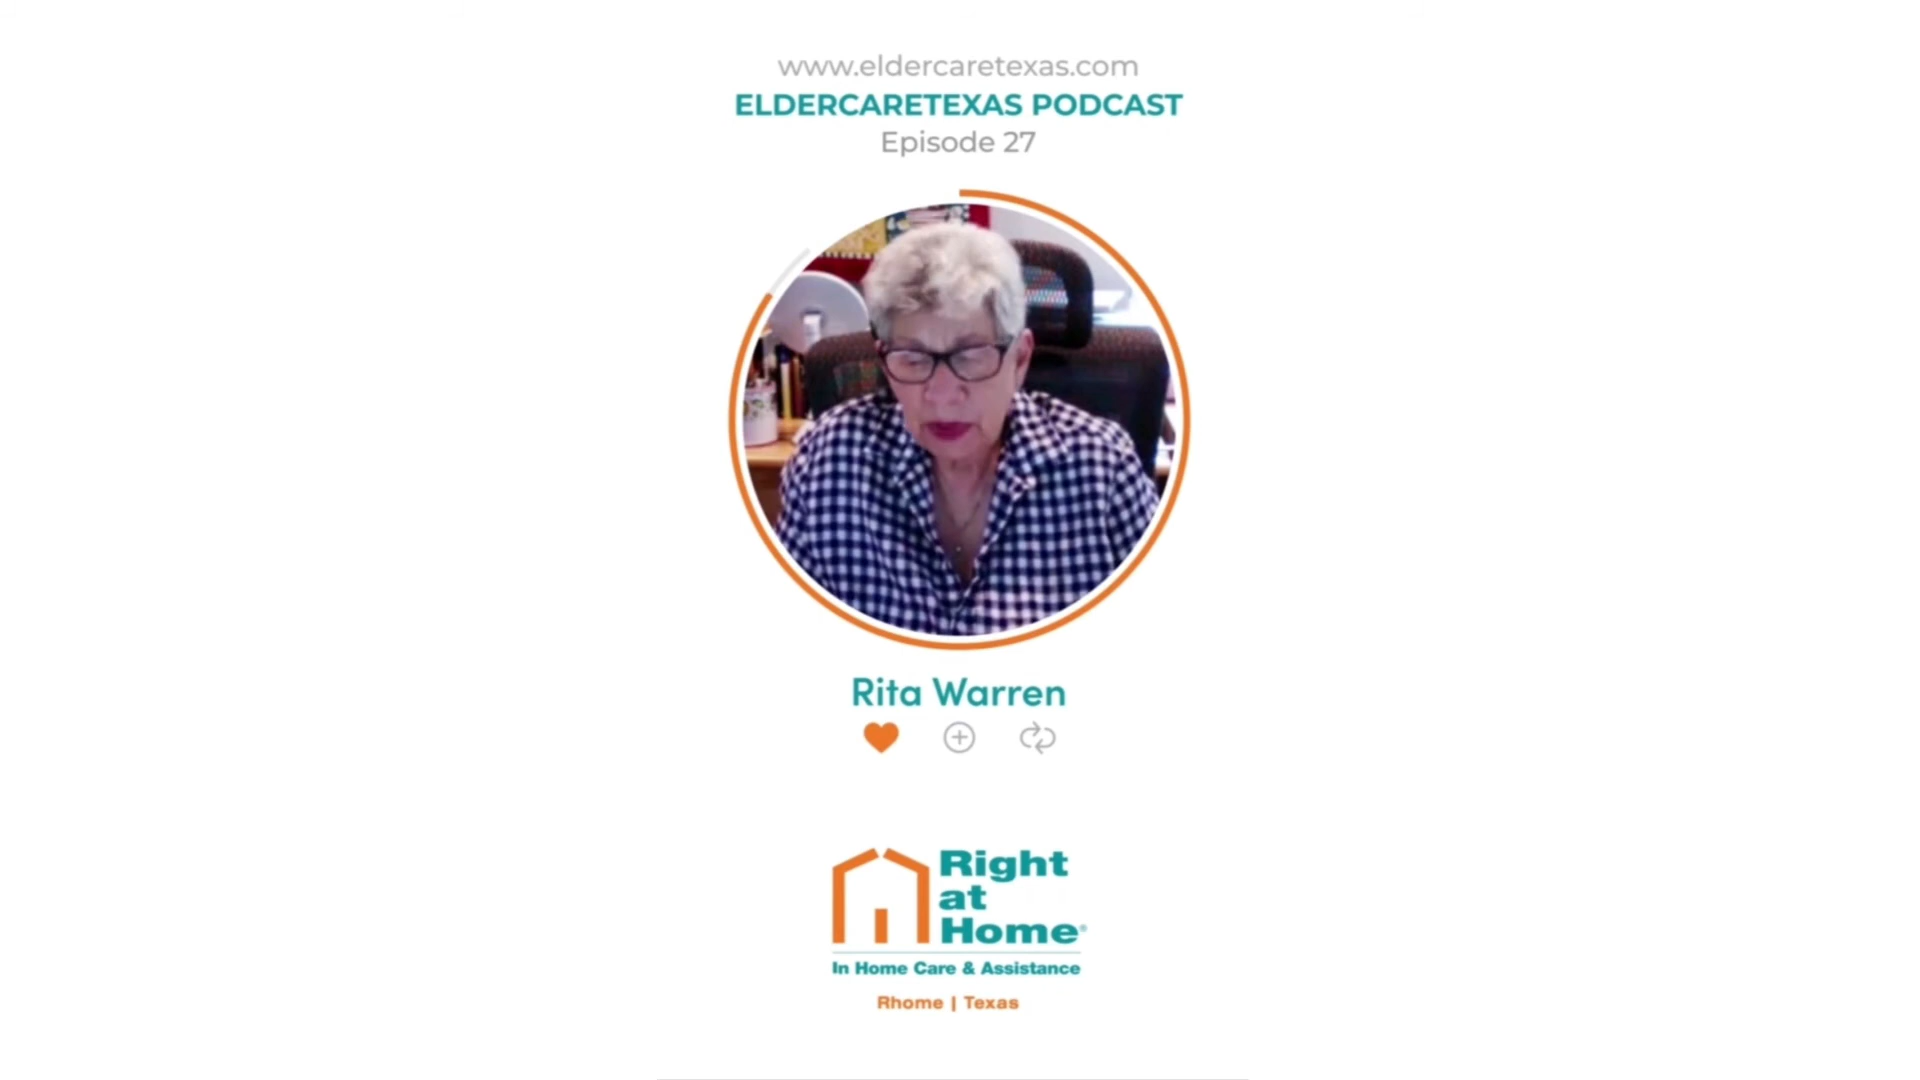 www.eldercaretexas.com
ELDERCARETEXAS PODCAST
Episode 27
Rita Warren
Right
at
Home®
In Home Care & Assistance
Rhome | Texas